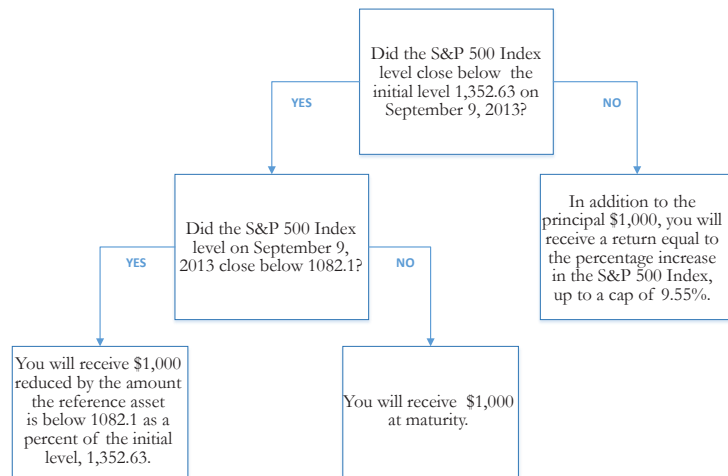 Did the S&P 500 Index
level close below the
initial level 1,352.63 on
September 9, 2013?
YES
NO
Did the S&P 500 Index
level on September 9,
2013 close below 1082.1?
In addition to the
principal $1,000, you will
receive a return equal to
the percentage increase
in the S&P 500 Index,
up to a cap of 9.55%.
YES
NO
You will receive $1,000
reduced by the amount
the reference asset
is below 1082.1 as a
percent of the initial
level, 1,352.63.
You will receive $1,000
at maturity.